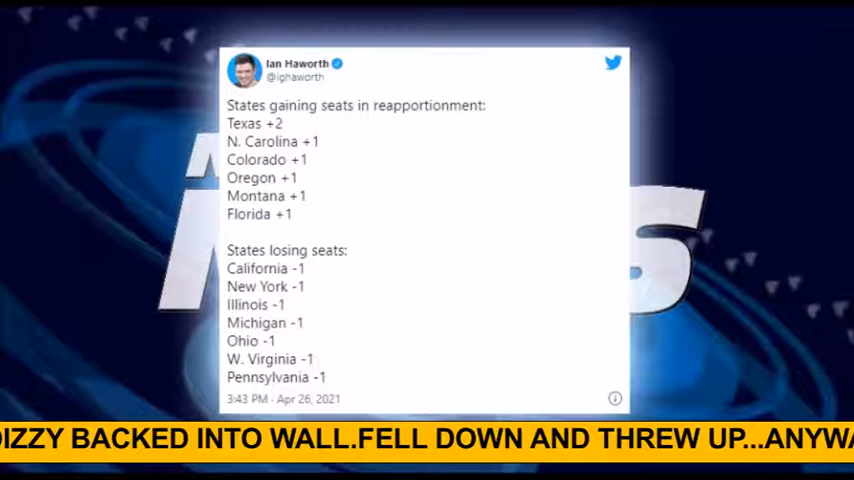 Ian Haworth
@ighaworth
States gaining seats in reapportionment:
Texas +2
N. Carolina +1
Colorado +1
Oregon +1
Montana +1
Florida +1
States losing seats:
California -1
New York -1
Illinois -1
Michigan -1
Ohio -1
W. Virginia -1
Pennsylvania -1
3:43 PM · Apr 26, 2021
DIZZY BACKED INTO WALL.FELL DOWN AND THREW UP...ANYWA